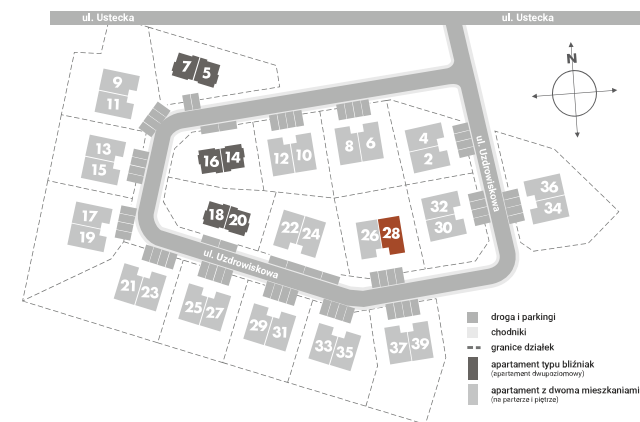 ul. Ustecka
ul. Ustecka
7 5
9
11
N
13
15
16 14
12 10
8 6
4
2
ul. Uzdrowiskowa
36
34
17
19
18 20
22 24
26 28
32
30
ul. Uzdrowiskowa
21 23
25 27
29 31
33 35
37 39
droga i parkingi
chodniki
granice działek
apartament typu bliźniak
(apartament dwupoziomowy)
apartament z dwoma mieszkaniami
(na parterze i piętrze)